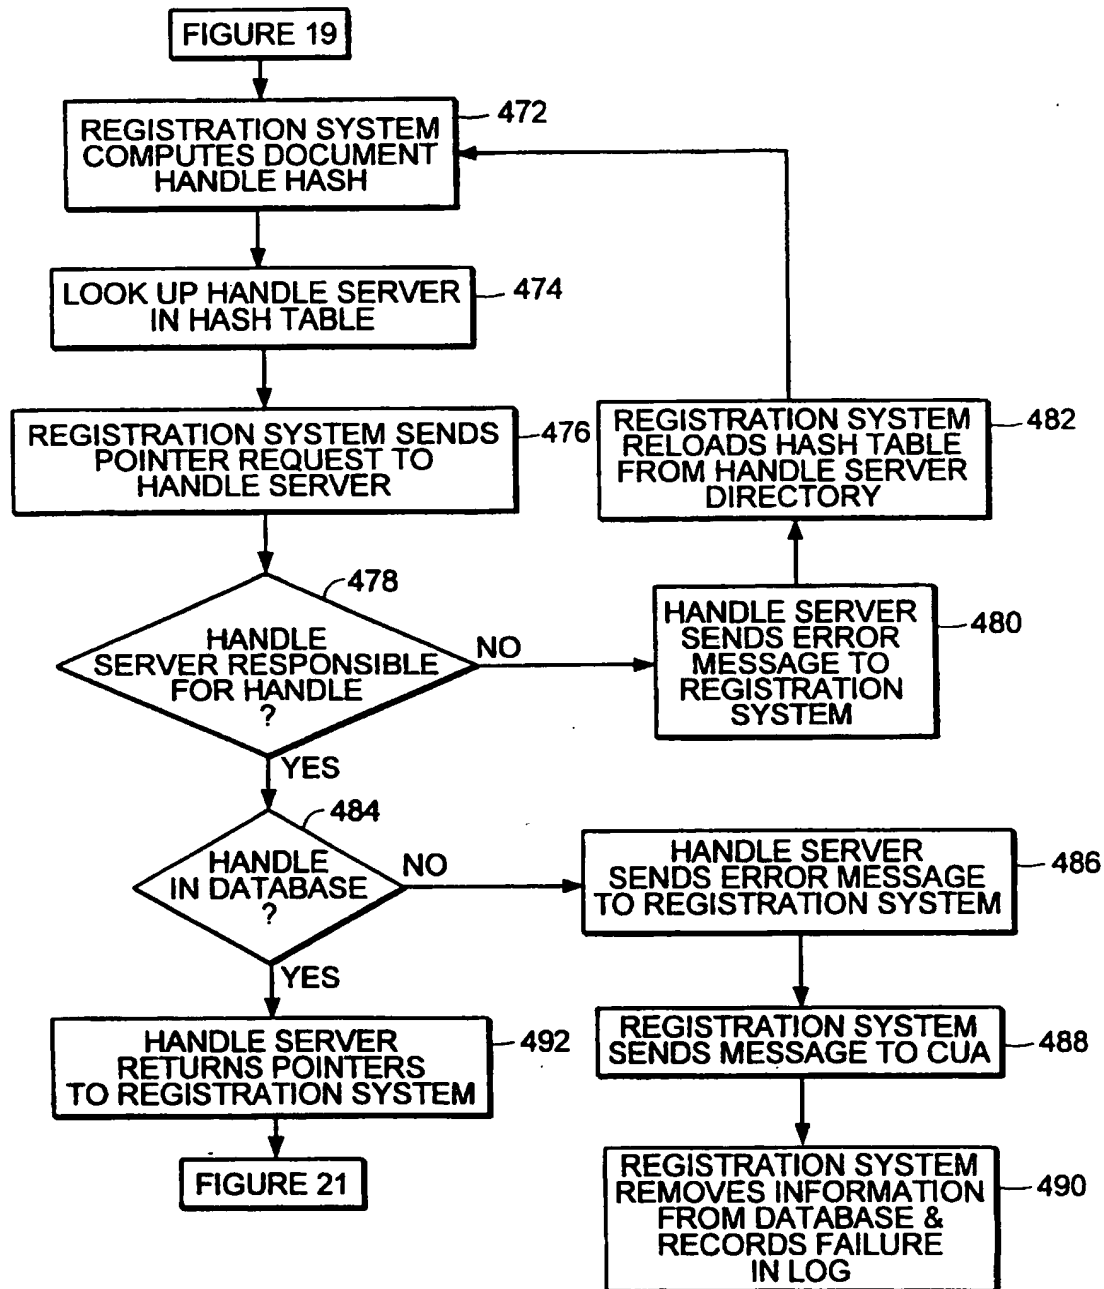 FIGURE 19
REGISTRATION SYSTEM
COMPUTES DOCUMENT
HANDLE HASH
472
LOOK UP HANDLE SERVER
IN HASH TABLE
474
REGISTRATION SYSTEM SENDS
POINTER REQUEST TO
HANDLE SERVER
476
REGISTRATION SYSTEM
RELOADS HASH TABLE
FROM HANDLE SERVER
DIRECTORY
482
478
HANDLE
SERVER RESPONSIBLE
FOR HANDLE
?
NO
HANDLE SERVER
SENDS ERROR
MESSAGE TO
REGISTRATION
SYSTEM
480
YES
484
HANDLE
IN DATABASE
?
NO
HANDLE SERVER
SENDS ERROR MESSAGE
TO REGISTRATION SYSTEM
486
YES
HANDLE SERVER
RETURNS POINTERS
TO REGISTRATION SYSTEM
492
REGISTRATION SYSTEM
SENDS MESSAGE TO CUA
488
FIGURE 21
REGISTRATION SYSTEM
REMOVES INFORMATION
FROM DATABASE &
RECORDS FAILURE
IN LOG
490